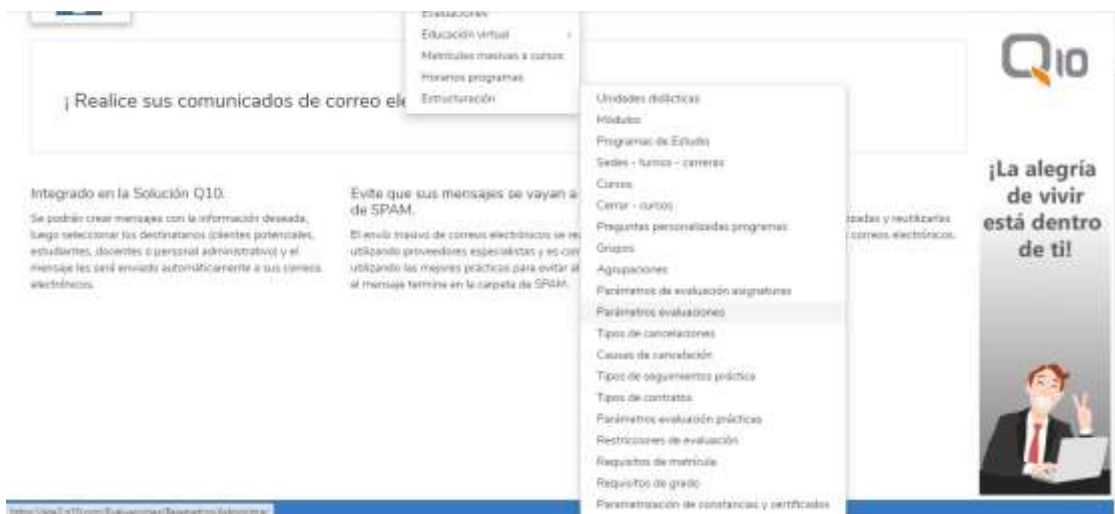 Evaluaciones
Educación virtual
Matrículas masivas a cursos
Horarios programas
Estructuración
¡ Realice sus comunicados de correo ele
Unidades didácticas
Módulos
Programas de Estudio
Sedes - turnos - carreras
Cursos
Cerrar - cursos
Preguntas personalizadas programas
Grupos
Agrupaciones
Parámetros de evaluación asignaturas
Parámetros evaluaciones
Tipos de cancelaciones
Causas de cancelación
Tipos de seguimientos práctica
Tipos de contratos
Parámetros evaluación prácticas
Restricciones de evaluación
Requisitos de matrícula
Requisitos de grado
Parametrización de constancias y certificados
Integrado en la Solución Q10.
Se podrán crear mensajes con la información deseada,
luego seleccionar los destinatarios (clientes potenciales,
estudiantes, docentes o personal administrativo) y el
mensaje les será enviado automáticamente a sus correos
electrónicos.
Evite que sus mensajes se vayan a
de SPAM.
El envío masivo de correos electrónicos se rea
utilizando proveedores especialistas y es con
utilizando las mejores prácticas para evitar
el mensaje termine en la carpeta de SPAM.
izadas y reutilizarlas
correos electrónicos.
Q10
¡La alegría
de vivir
está dentro
de ti!